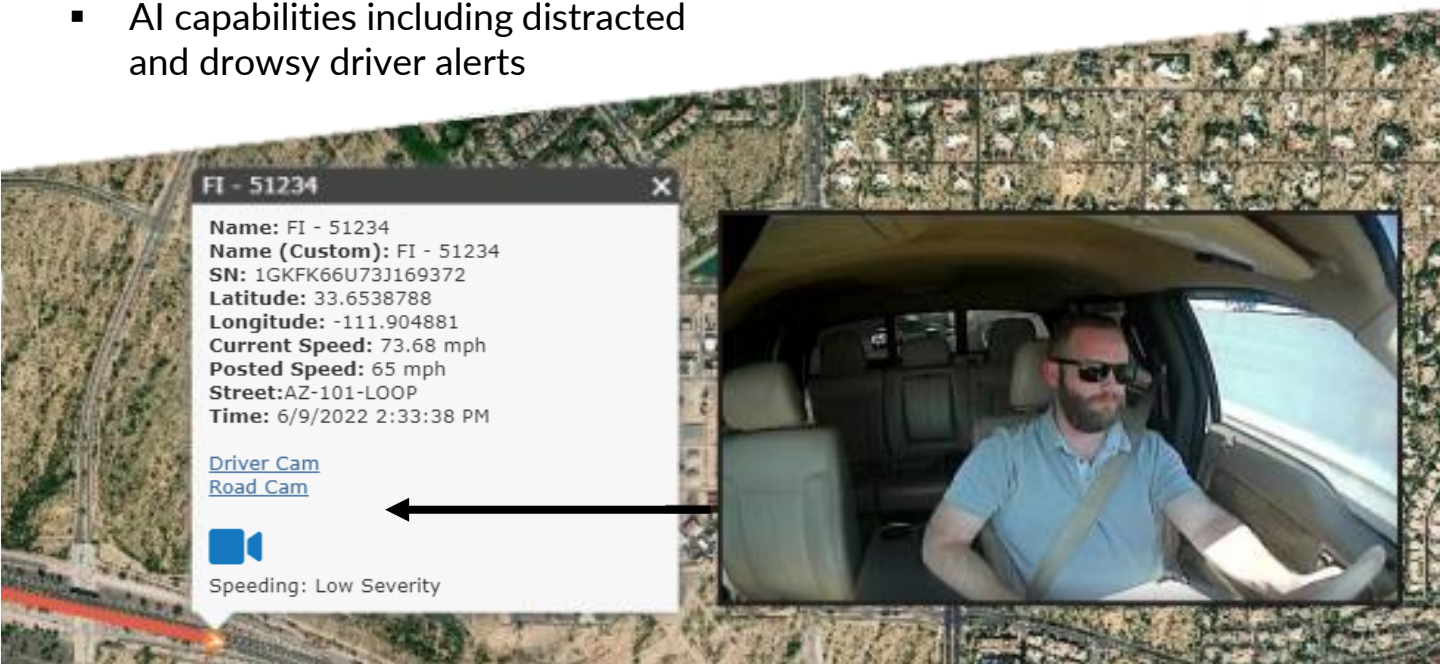 ▪ AI capabilities including distracted
and drowsy driver alerts
FI - 51234 ×
Name: FI - 51234
Name (Custom): FI - 51234
SN: 1GKFK66U73J169372
Latitude: 33.6538788
Longitude: -111.904881
Current Speed: 73.68 mph
Posted Speed: 65 mph
Street:AZ-101-LOOP
Time: 6/9/2022 2:33:38 PM
Driver Cam
Road Cam
Speeding: Low Severity